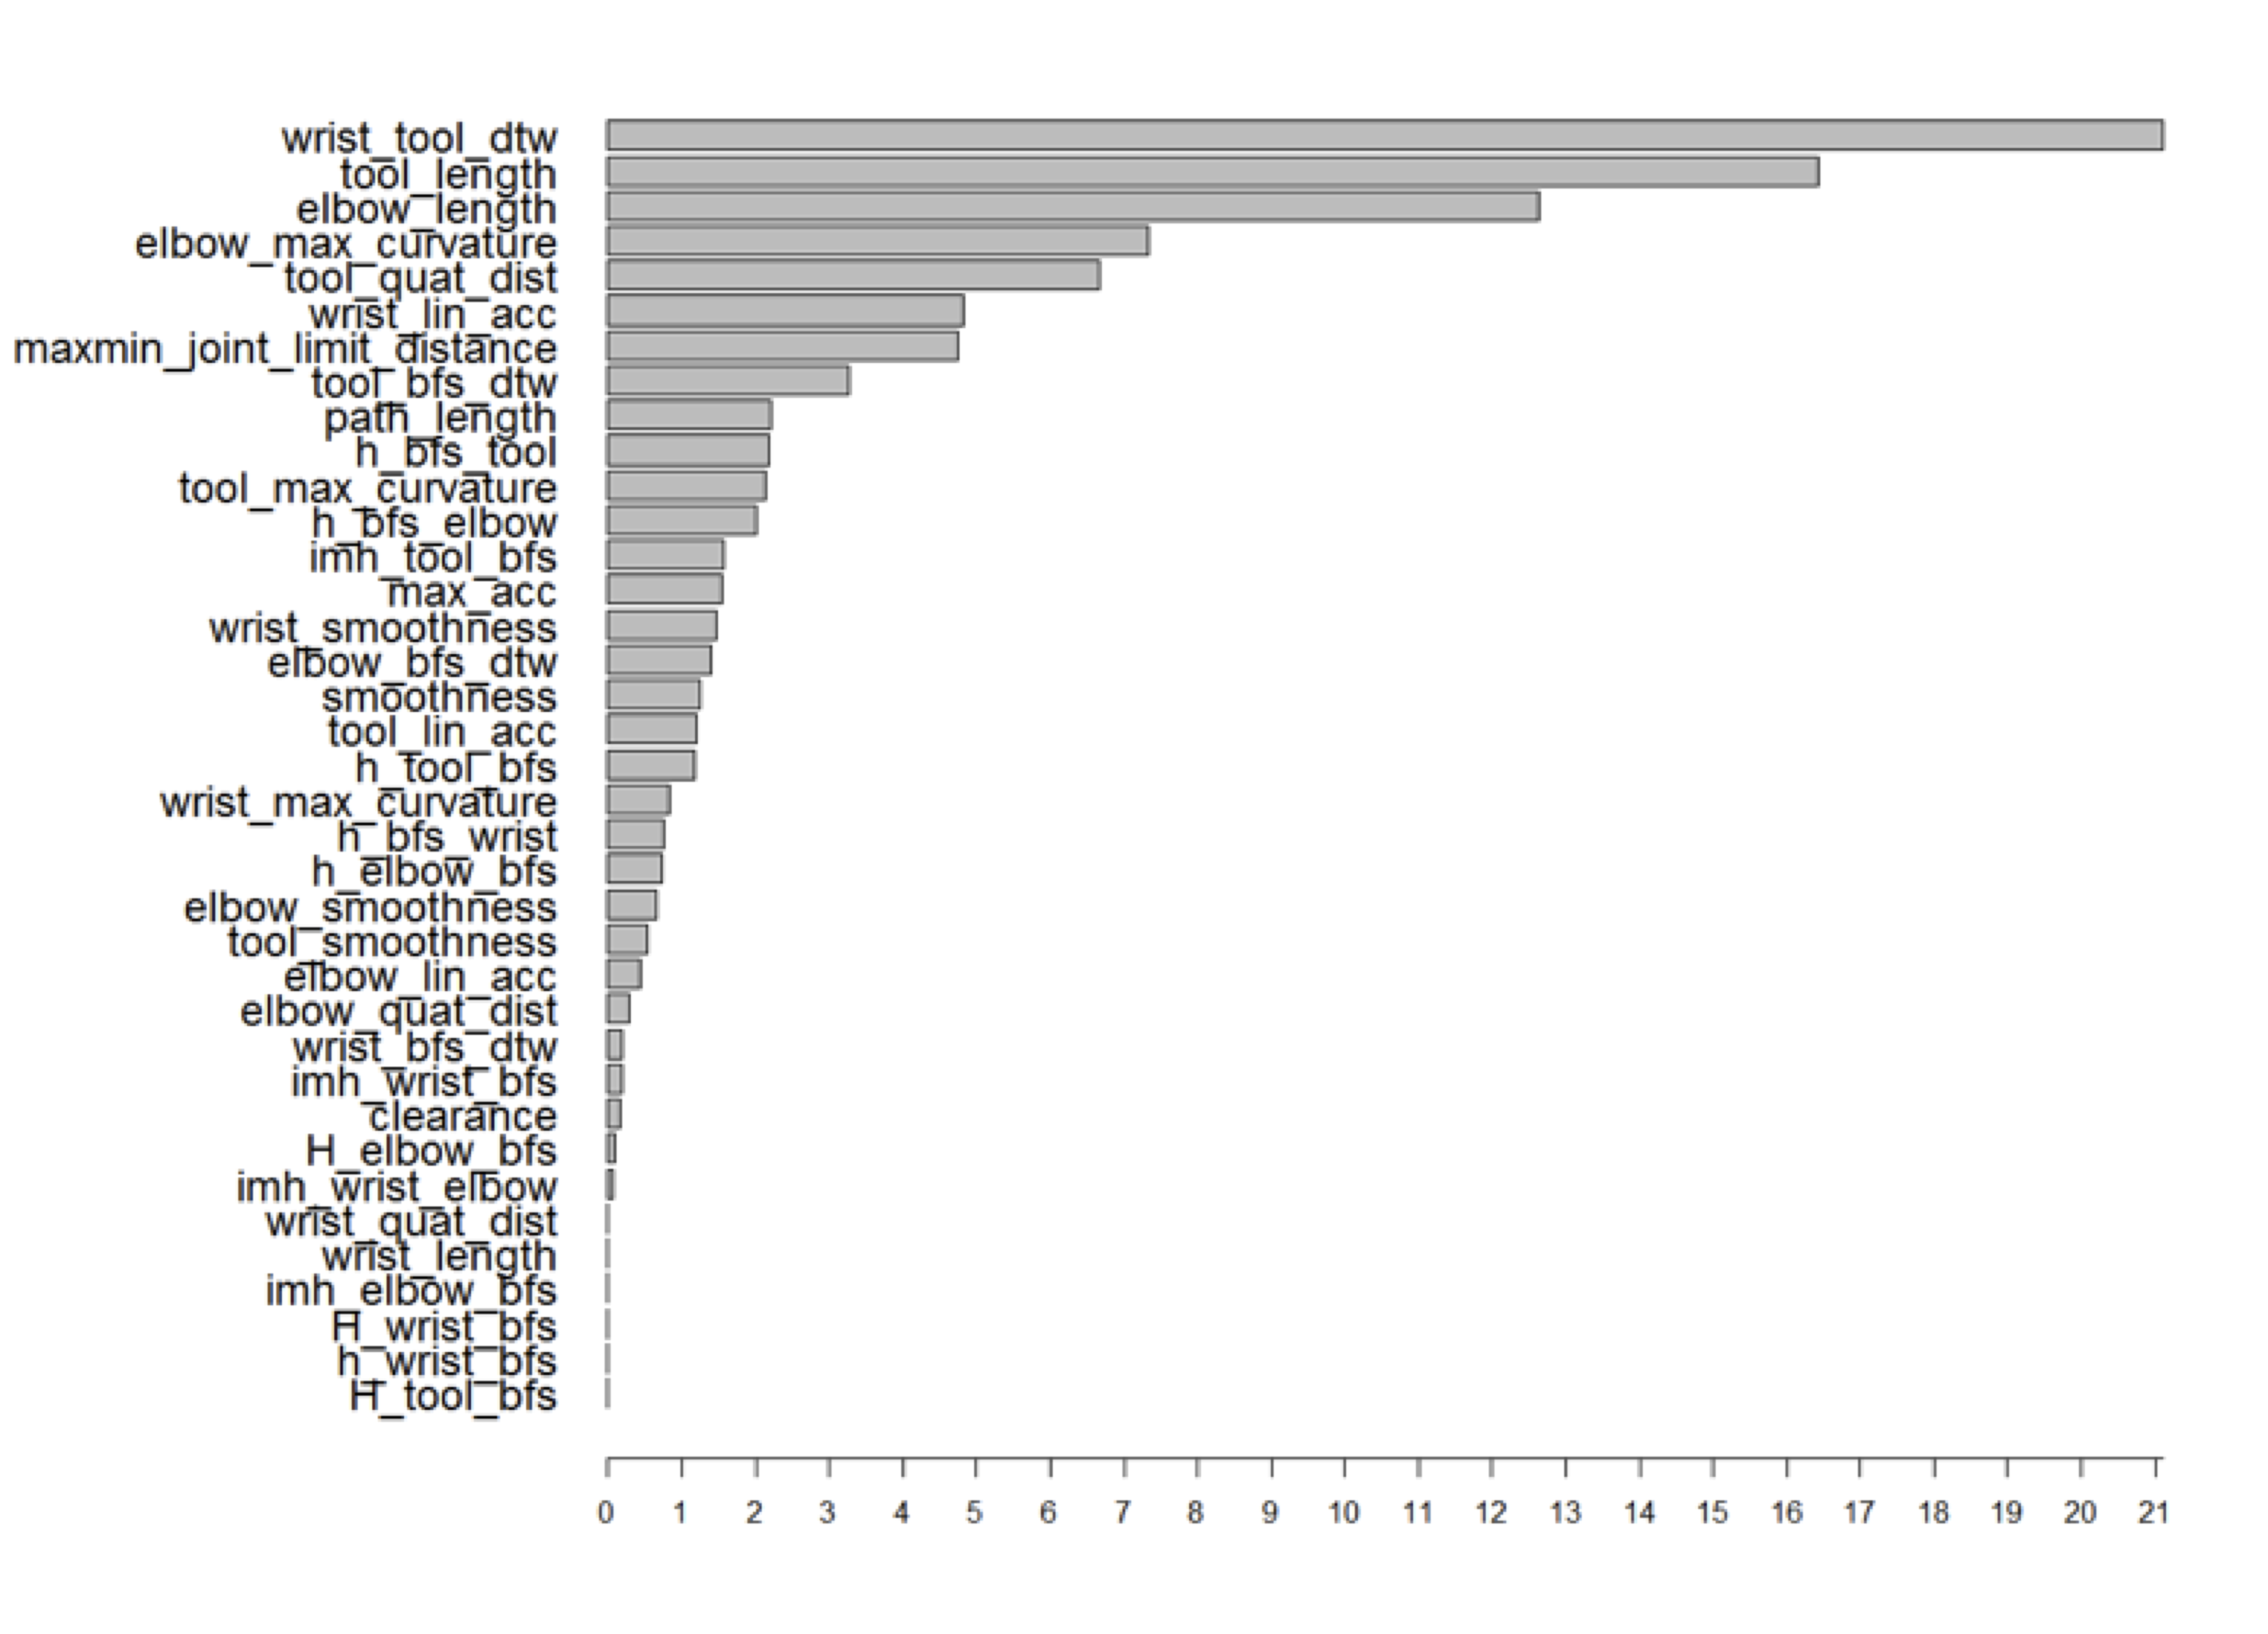 wrist_tool_dtw
tool_length
elbow_length
elbow_max_curvature
tool_quat_dist
wrist_lin_acc
maxmin_joint_limit_distance
tool_bfs_dtw
path_length
h_bfs_tool
tool_max_curvature
h_bfs_elbow
imh_tool_bfs
max_acc
wrist_smoothness
elbow_bfs_dtw
smoothness
tool_lin_acc
h_tool_bfs
wrist_max_curvature
h_bfs_wrist
h_elbow_bfs
elbow_smoothness
tool_smoothness
elbow_lin_acc
elbow_quat_dist
wrist_bfs_dtw
imh_wrist_bfs
clearance
H_elbow_bfs
imh_wrist_elbow
wrist_quat_dist
wrist_length
imh_elbow_bfs
H_wrist_bfs
h_wrist_bfs
H_tool_bfs
0 1 2 3 4 5 6 7 8 9 10 11 12 13 14 15 16 17 18 19 20 21